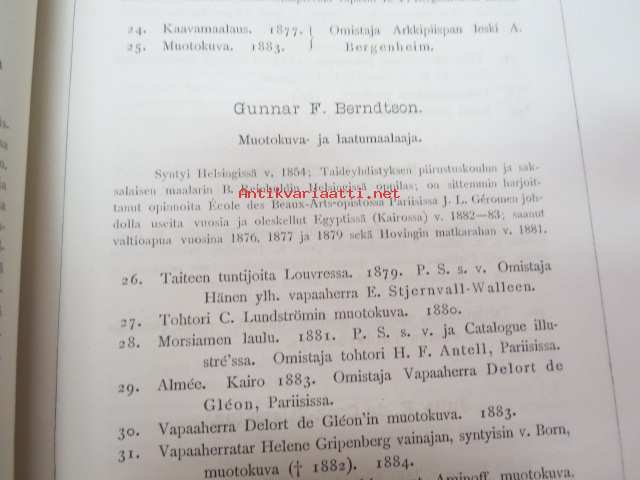 24. Kaavamaalaus. 1877. } Omistaja Arkkipiispan leski A.
25. Muotokuva. 1883. } Bergenheim.
Gunnar F. Berndtson.
Muotokuva- ja laatumaalaaja.
Syntyi Helsingissä v. 1854; Taideyhdistyksen piirustuskoulun ja sak-
salaisen maalarin B. Reinholdin Helsingissä oppilas; on sittemmin harjoit-
Antikvariaatti.net
tanut opinnoita École des Beaux-Arts-opistossa Pariisissa J. L. Gérômen joh-
dolla useita vuosia ja oleskellut Egyptissä (Kairossa) v. 1882—83; saanut
valtioapua vuosina 1876, 1877 ja 1879 sekä Hovingin matkarahan v. 1881.
26. Taiteen tuntijoita Louvressa. 1879. P. S. s. v. Omistaja
Hänen ylh. vapaaherra E. Stjernvall-Walleen.
27. Tohtori C. Lundströmin muotokuva. 1880.
28. Morsiamen laulu. 1881. P. S. s. v. ja Catalogue illu-
stré'ssa. Omistaja tohtori H. F. Antell, Pariisissa.
29. Almée. Kairo 1883. Omistaja Vapaaherra Delort de
Gléon, Pariisissa.
30. Vapaaherra Delort de Gléon'in muotokuva. 1883.
31. Vapaaherratar Helene Gripenberg vainajan, syntyisin v. Born,
muotokuva († 1882). 1884.
Aminoff, muotokuva.